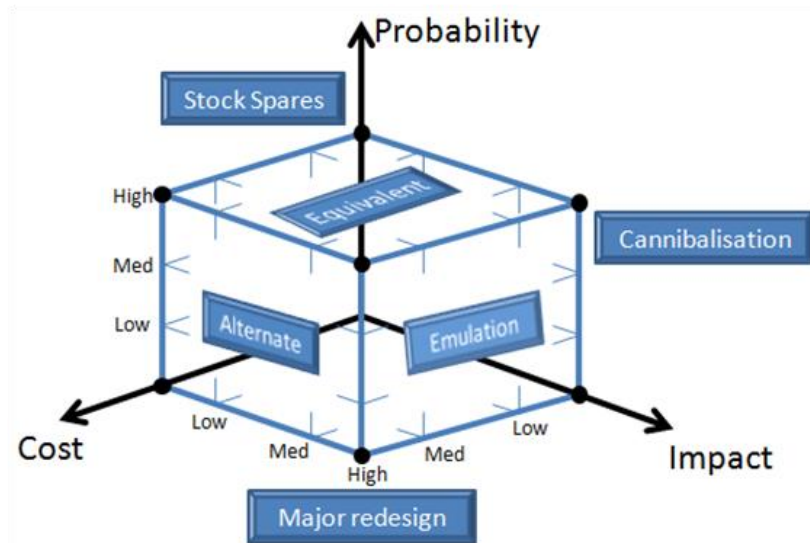 Probability
Stock Spares
High
Equivalent
Med
Cannibalisation
Low
Alternate
Emulation
Low
Med
High
Med
Low
Cost
Impact
Major redesign